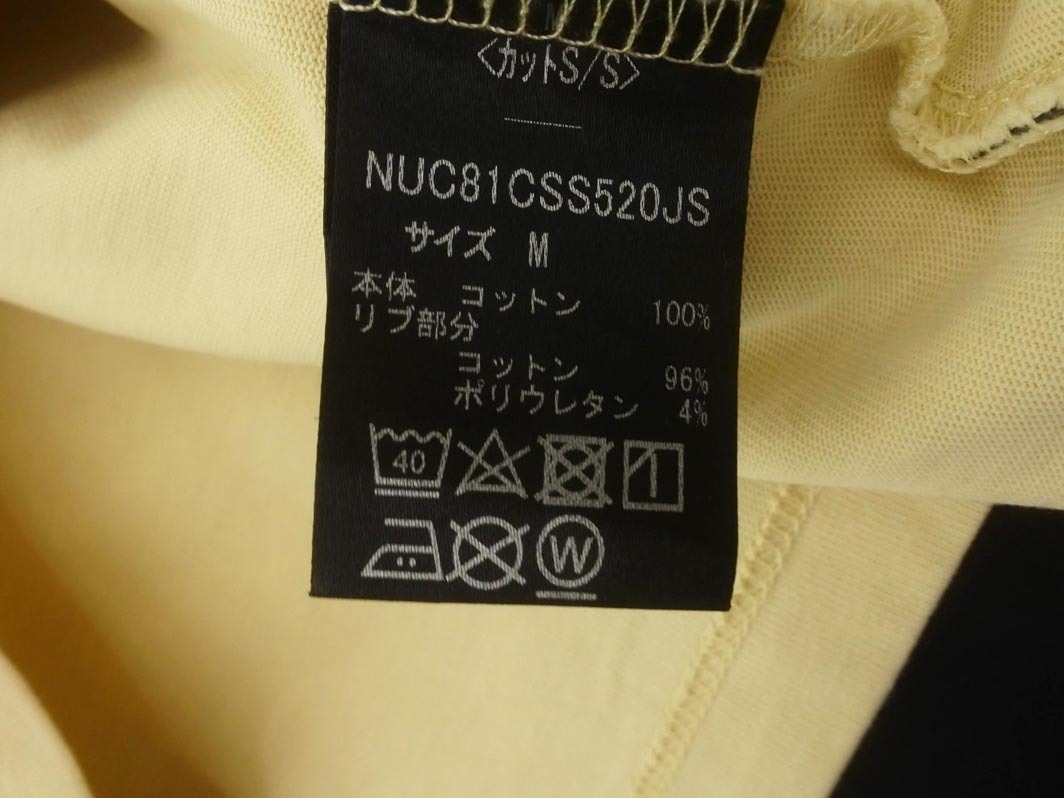 〈カットS/S〉
NUC81CSS520JS
サイズ M
本体 コットン 100%
リブ部分
コットン 96%
ポリウレタン 4%
40
W